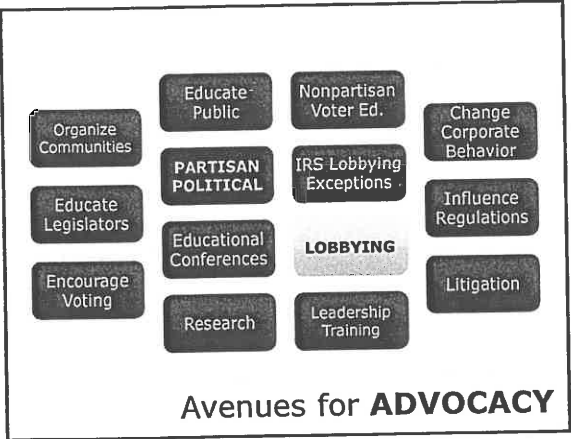 Organize
Communities
Educate
Legislators
Encourage
Voting
Educate
Public
PARTISAN
POLITICAL
Educational
Conferences
Research
Nonpartisan
Voter Ed.
IRS Lobbying
Exceptions
LOBBYING
Leadership
Training
Change
Corporate
Behavior
Influence
Regulations
Litigation
Avenues for ADVOCACY